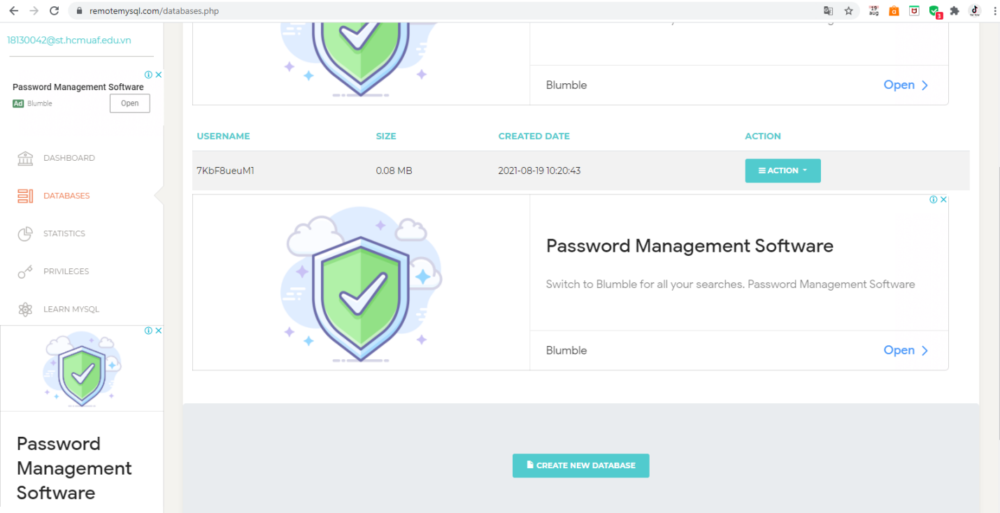 remotemysql.com/databases.php
19
aug
a
3
18130042@st.hcmuaf.edu.vn
Password Management Software
Ad Blumble
Open
DASHBOARD
DATABASES
STATISTICS
PRIVILEGES
LEARN MYSQL
Password
Management
Software
Blumble
Open
USERNAME SIZE CREATED DATE ACTION
7KbF8ueuM1 0.08 MB 2021-08-19 10:20:43 ACTION
Password Management Software
Switch to Blumble for all your searches. Password Management Software
Blumble
Open
CREATE NEW DATABASE